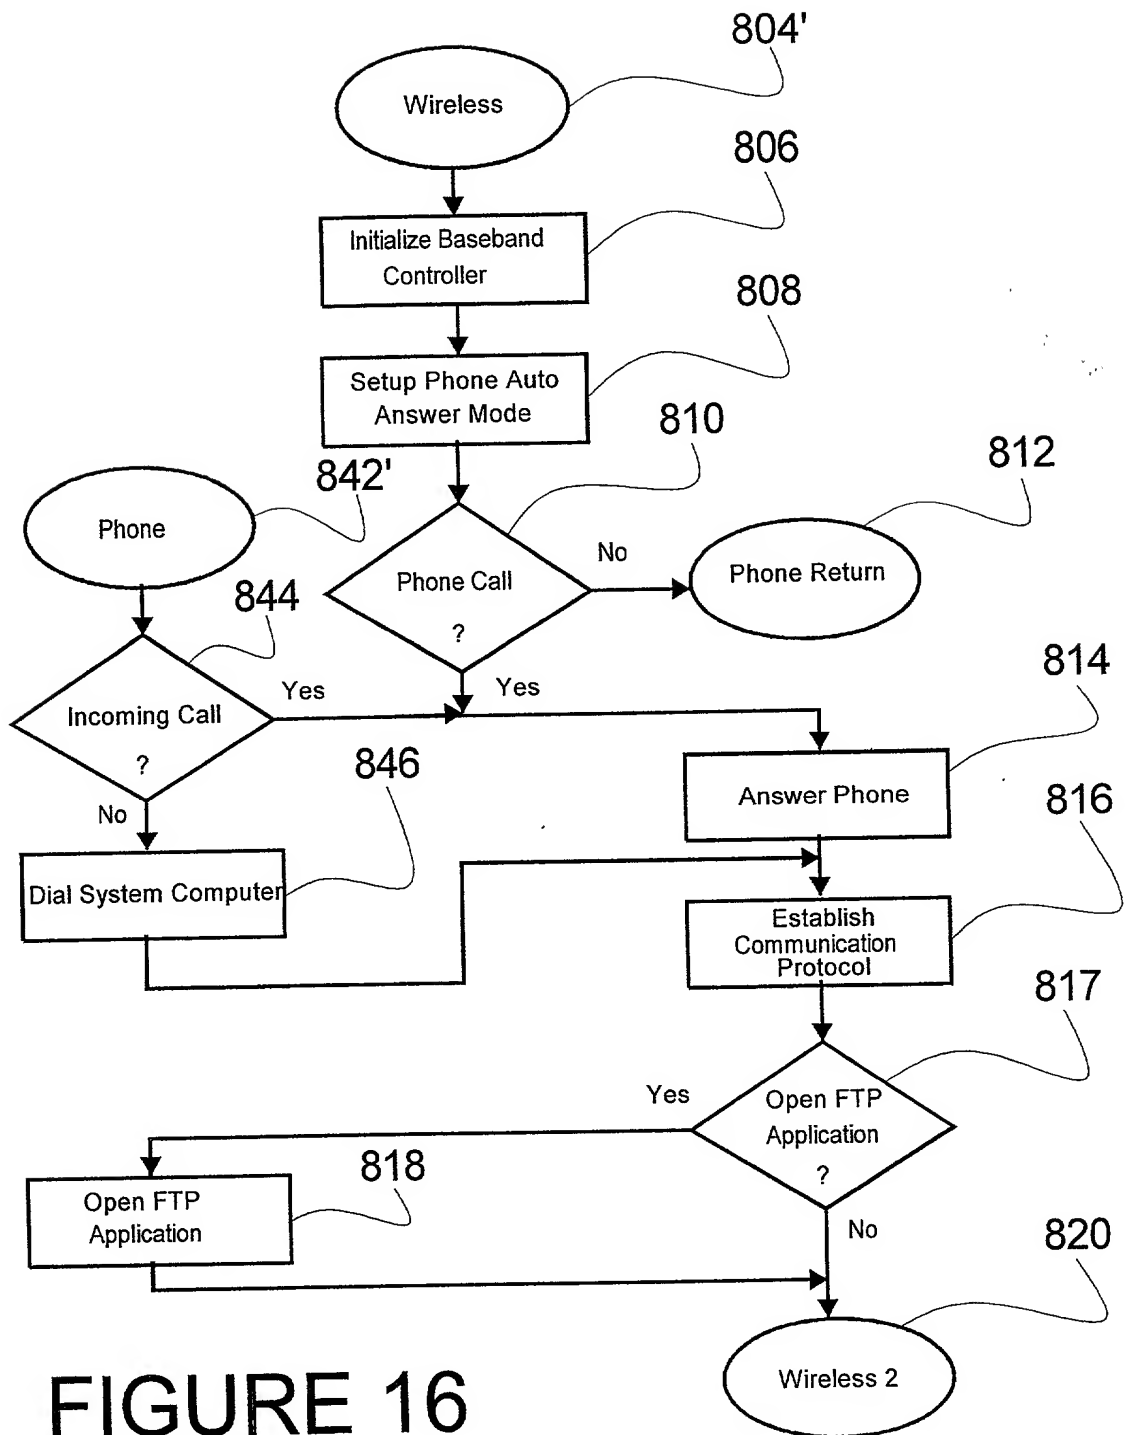 804'
Wireless
806
Initialize Baseband
Controller
808
Setup Phone Auto
Answer Mode
810
842'
812
Phone
Phone Call
?
No
Phone Return
844
Incoming Call
?
Yes
Yes
814
No
846
Answer Phone
816
Dial System Computer
Establish
Communication
Protocol
817
Yes
Open FTP
Application
?
818
Open FTP
Application
No
820
Wireless 2
FIGURE 16